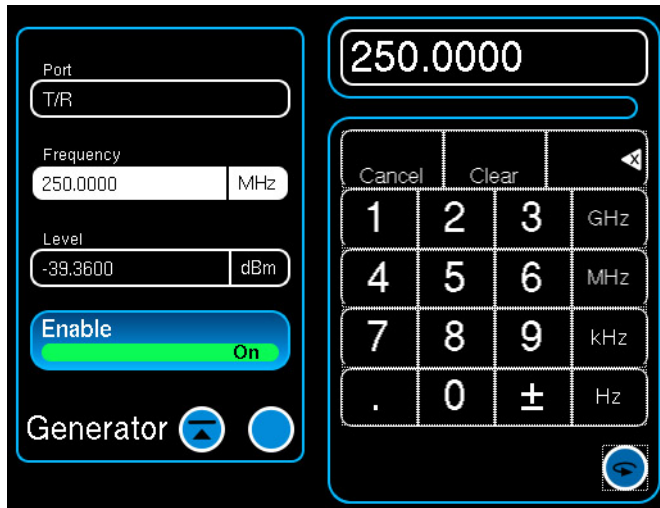 Port
T/R
Frequency
250.0000 MHz
Level
-39.3600 dBm
Enable
On
Generator
250.0000
Cancel Clear X
1 2 3 GHz
4 5 6 MHz
7 8 9 kHz
. 0 ± Hz